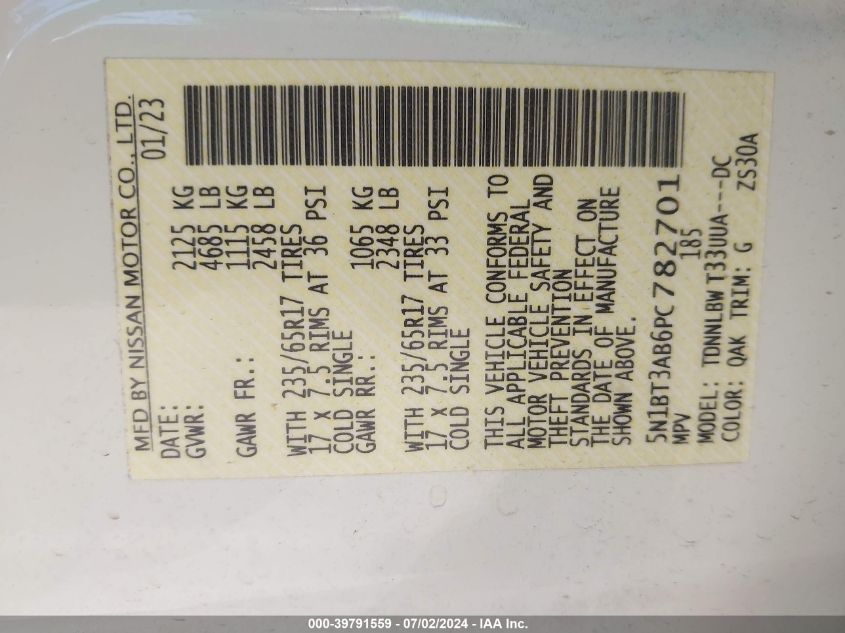 MFD BY NISSAN MOTOR CO., LTD.
DATE: 01/23
GVWR: 2125 KG
4685 LB
GAWR FR.: 1115 KG
2458 LB
WITH 235/65R17 TIRES
17 X 7.5 RIMS AT 36 PSI
COLD SINGLE
GAWR RR.: 1065 KG
2348 LB
WITH 235/65R17 TIRES
17 X 7.5 RIMS AT 33 PSI
COLD SINGLE
THIS VEHICLE CONFORMS TO
ALL APPLICABLE FEDERAL
MOTOR VEHICLE SAFETY AND
THEFT PREVENTION
STANDARDS IN EFFECT ON
THE DATE OF MANUFACTURE
SHOWN ABOVE.
5N1BT3AB6PC782701
MPV 185
MODEL: TDNNLBW T33UUA---DC
COLOR: QAK TRIM: G ZS30A
000-39791559 - 07/02/2024 - IAA Inc.